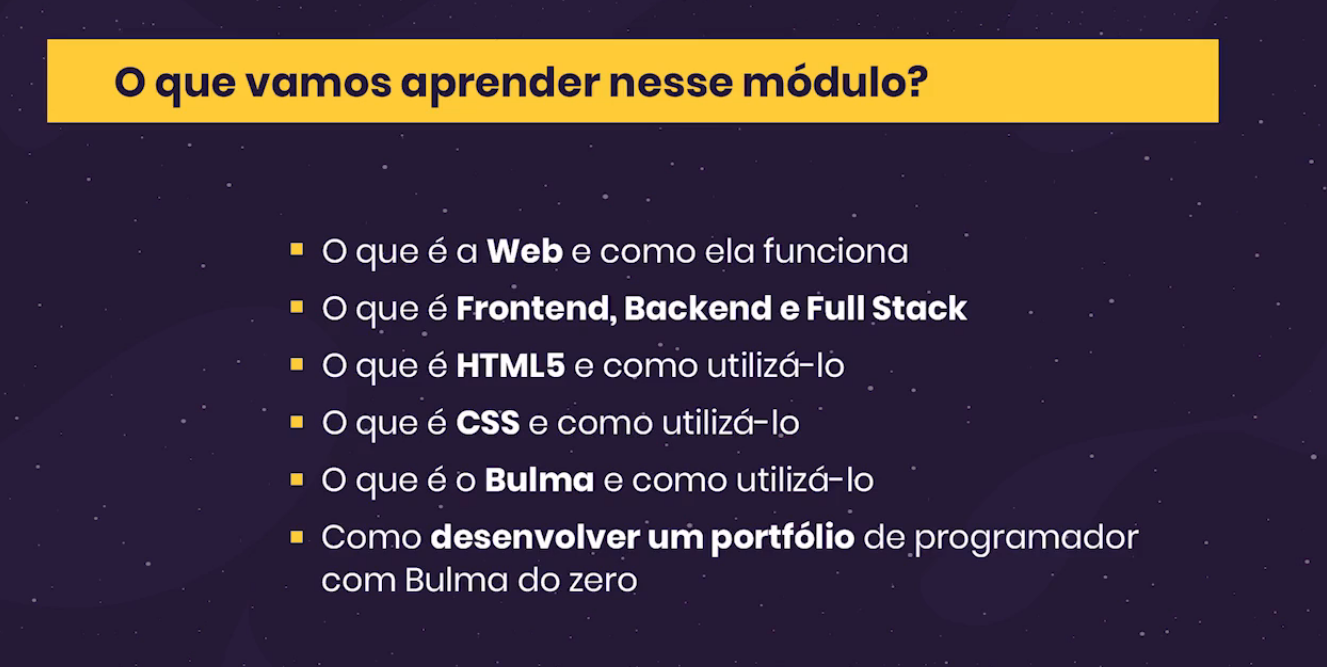 O que vamos aprender nesse módulo?
O que é a Web e como ela funciona
O que é Frontend, Backend e Full Stack
O que é HTML5 e como utilizá-lo
O que é CSS e como utilizá-lo
O que é o Bulma e como utilizá-lo
Como desenvolver um portfólio de programador
com Bulma do zero